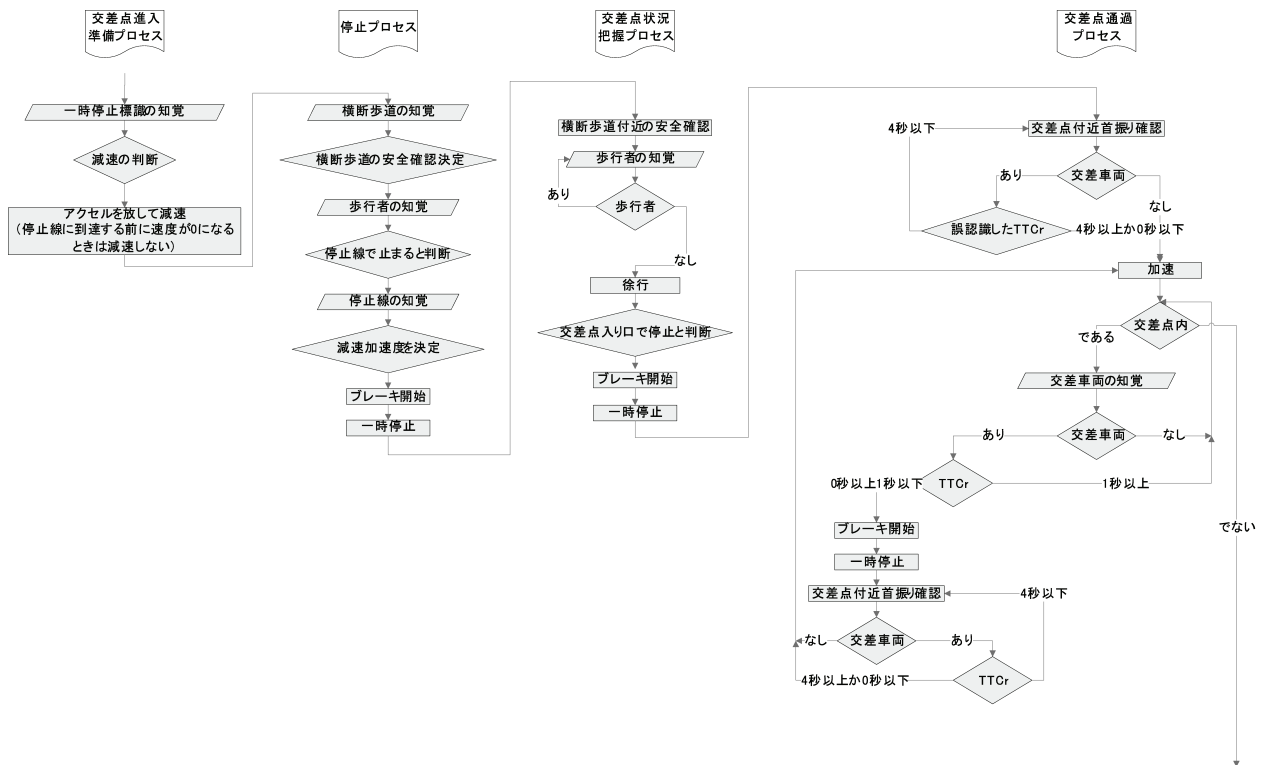 交差点進入
準備プロセス
一時停止標識の知覚
減速の判断
アクセルを放して減速
（停止線に到達する前に速度が0になる
ときは減速しない）
停止プロセス
横断歩道の知覚
横断歩道の安全確認決定
歩行者の知覚
停止線で止まると判断
停止線の知覚
減速加速度を決定
ブレーキ開始
一時停止
交差点状況
把握プロセス
横断歩道付近の安全確認
歩行者の知覚
あり
歩行者
なし
徐行
交差点入り口で停止と判断
ブレーキ開始
一時停止
交差点通過
プロセス
4秒以下
交差点付近首振り確認
あり
交差車両
なし
誤認識したTTCr
4秒以上か0秒以下
加速
交差点内
である
交差車両の知覚
あり
交差車両
なし
0秒以上1秒以下
TTCr
1秒以上
でない
ブレーキ開始
一時停止
交差点付近首振り確認
4秒以下
なし
交差車両
あり
4秒以上か0秒以下
TTCr